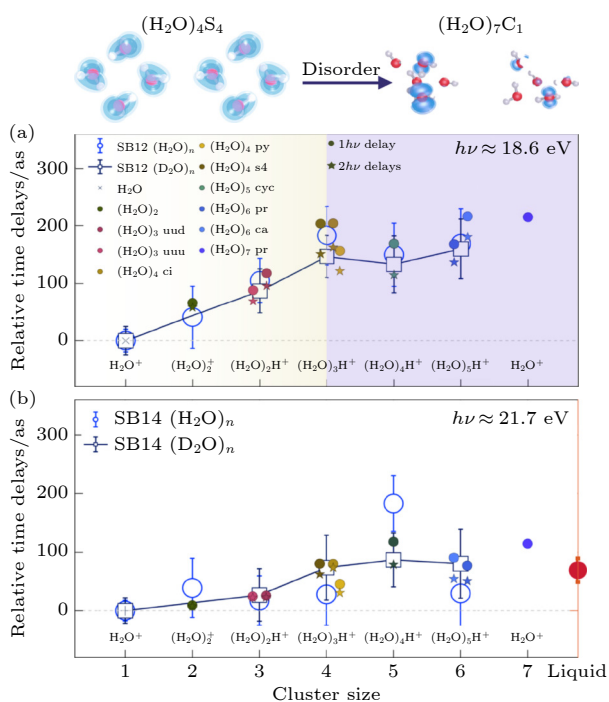 (H₂O)₄S₄
(H₂O)₇C₁
Disorder
(a)
Relative time delays/as
300
200
100
0
SB12 (H₂O)ₙ
SB12 (D₂O)ₙ
H₂O
(H₂O)₂
(H₂O)₃ uud
(H₂O)₃ uuu
(H₂O)₄ ci
(H₂O)₄ py
(H₂O)₄ s4
(H₂O)₅ cyc
(H₂O)₆ pr
(H₂O)₆ ca
(H₂O)₇ pr
1hν delay
2hν delays
hν≈18.6 eV
H₂O⁺ (H₂O)₂⁺ (H₂O)₂H⁺ (H₂O)₃H⁺ (H₂O)₄H⁺ (H₂O)₅H⁺ H₂O⁺
(b)
Relative time delays/as
300
200
100
0
SB14 (H₂O)ₙ
SB14 (D₂O)ₙ
hν≈21.7 eV
H₂O⁺ (H₂O)₂⁺ (H₂O)₂H⁺ (H₂O)₃H⁺ (H₂O)₄H⁺ (H₂O)₅H⁺ H₂O⁺
1 2 3 4 5 6 7 Liquid
Cluster size